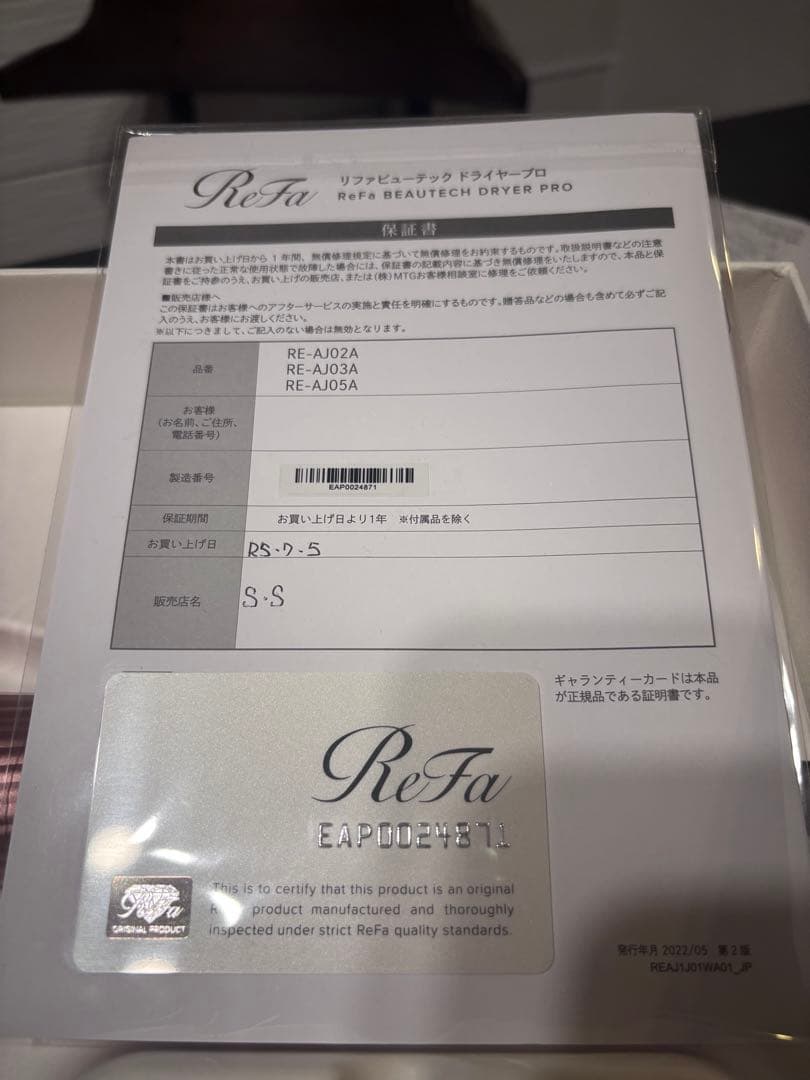 ReFa
リファビューテック ドライヤープロ
ReFa BEAUTECH DRYER PRO
保証書
本書はお買い上げ日から1年間、無償修理規定に基づいて無償修理をお約束するものです。取扱説明書などの注意
書きに従った正常な使用状態で故障した場合には、保証書の記載内容に基づき無償修理をいたしますので、本品と保
証書をご持参のうえ、お買い上げの販売店、または(株)MTGお客様相談室に修理をご依頼ください。
■販売店様へ
この保証書はお客様へのアフターサービスの実施と責任を明確にするものです。贈答品などの場合も含めて必ずご記
入のうえ、お客様にお渡しください。
※以下につきまして、ご記入のない場合は無効となります。
品番
RE-AJ02A
RE-AJ03A
RE-AJ05A
お客様
(お名前、ご住所、
電話番号)
製造番号
EAP0024871
保証期間 お買い上げ日より1年 ※付属品を除く
お買い上げ日 R5・7・5
販売店名 S・S
ギャランティーカードは本品
が正規品である証明書です。
ReFa
EAP0024871
ReFa
ORIGINAL PRODUCT
This is to certify that this product is an original
product manufactured and thoroughly
inspected under strict ReFa quality standards.
発行年月 2022/05 第2版
REAJ1J01WA01_JP